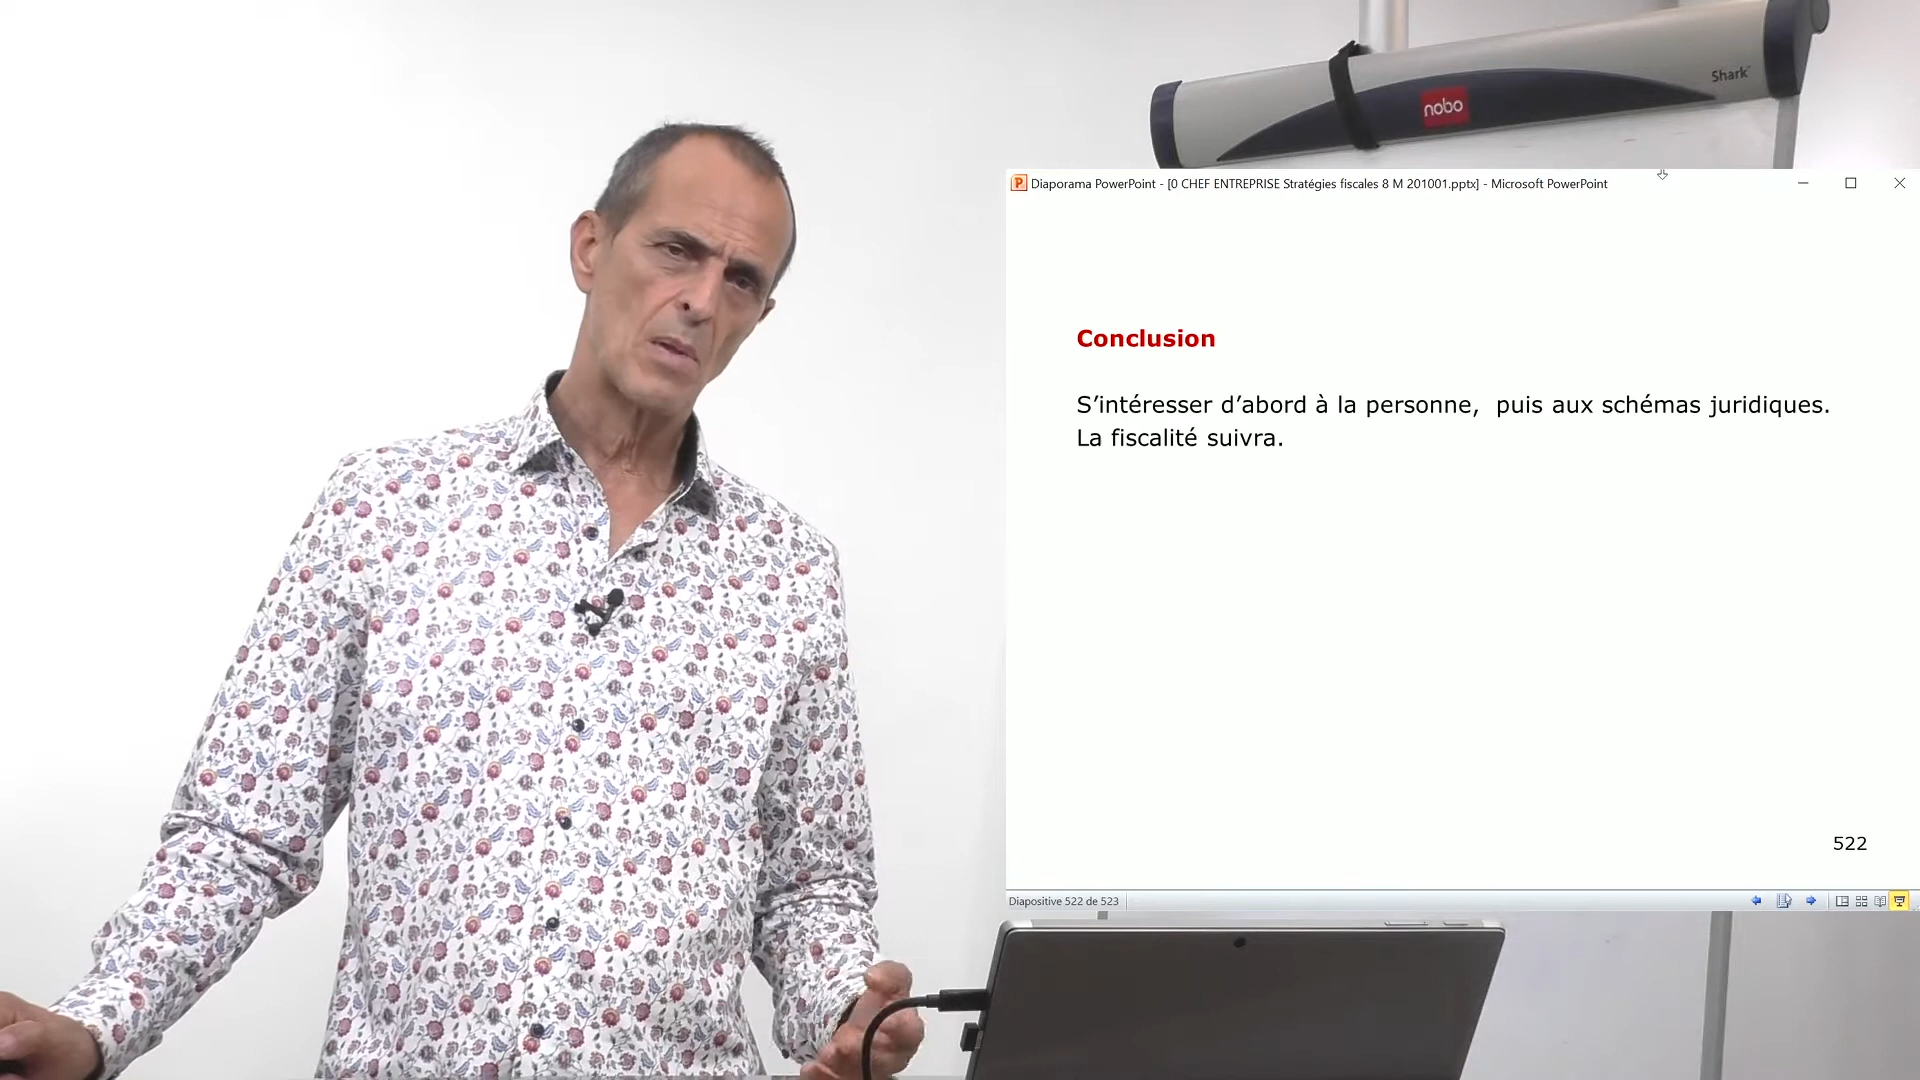 Shark
nobo
Diaporama PowerPoint - [0 CHEF ENTREPRISE Stratégies fiscales 8 M 201001.pptx] - Microsoft PowerPoint
Conclusion
S’intéresser d’abord à la personne,  puis aux schémas juridiques.
La fiscalité suivra.
522
Diapositive 522 de 523